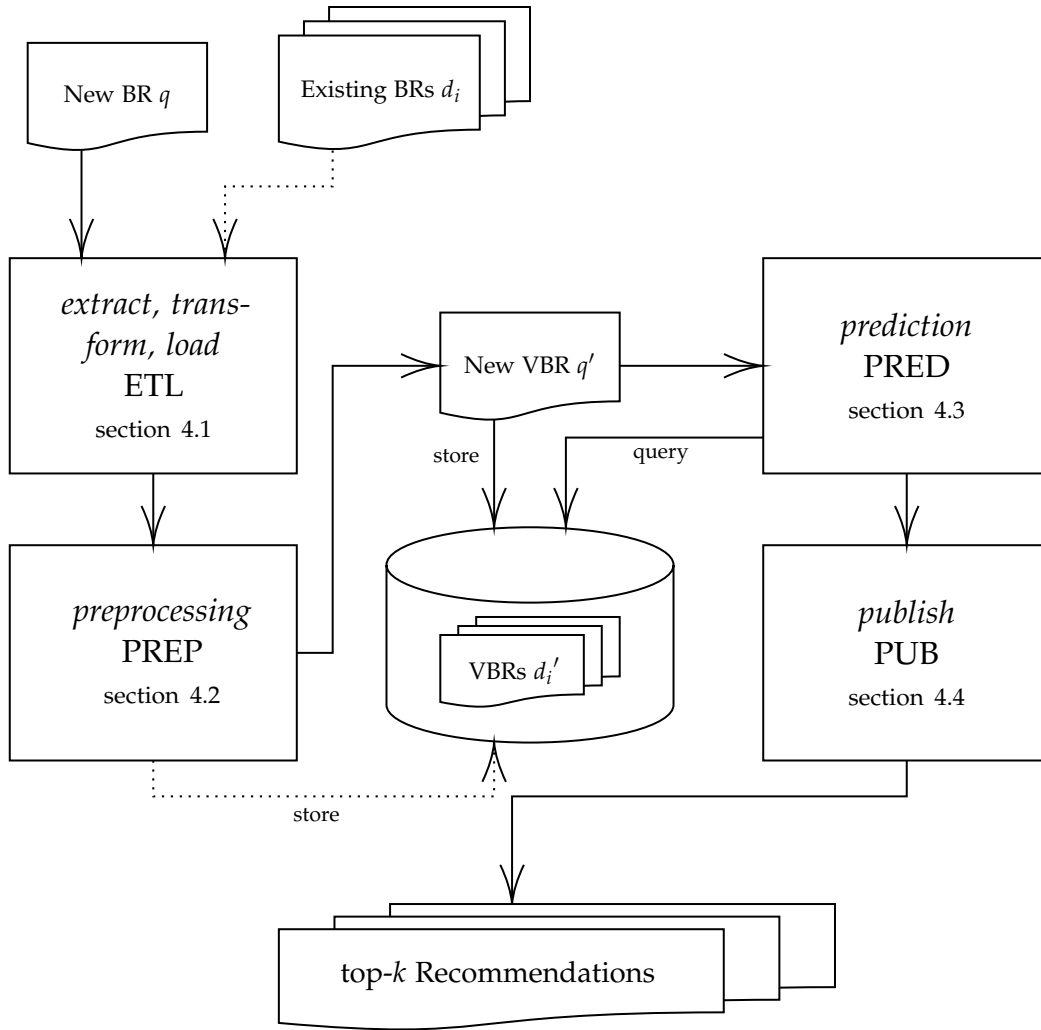 New BR q
Existing BRs dᵢ
extract, trans-
form, load
ETL
section 4.1
New VBR q′
prediction
PRED
section 4.3
store
query
preprocessing
PREP
section 4.2
VBRs dᵢ′
publish
PUB
section 4.4
store
top-k Recommendations